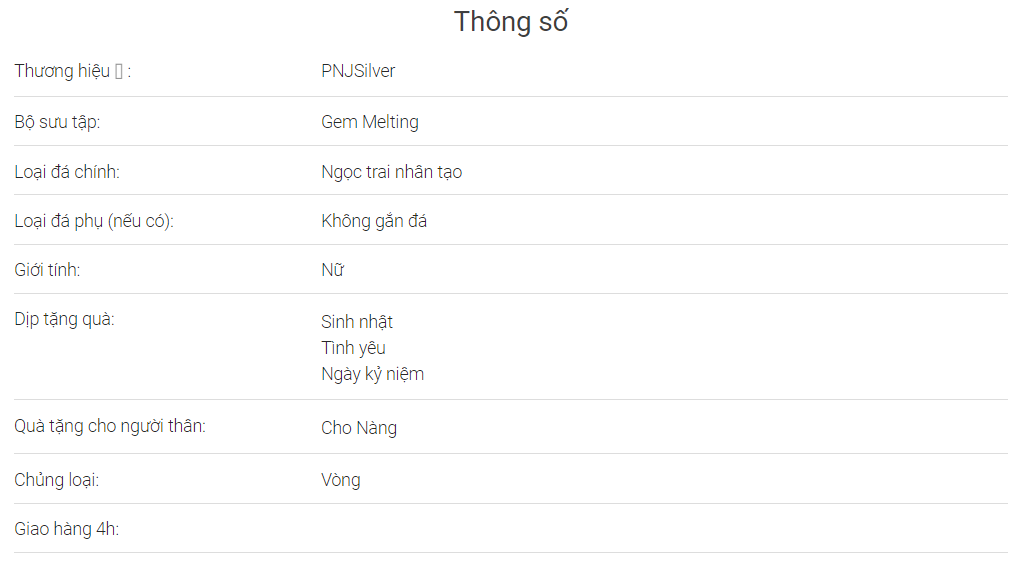 Thông số
Thương hiệu : PNJSilver
Bộ sưu tập: Gem Melting
Loại đá chính: Ngọc trai nhân tạo
Loại đá phụ (nếu có): Không gắn đá
Giới tính: Nữ
Dịp tặng quà: Sinh nhật
Tình yêu
Ngày kỷ niệm
Quà tặng cho người thân: Cho Nàng
Chủng loại: Vòng
Giao hàng 4h: